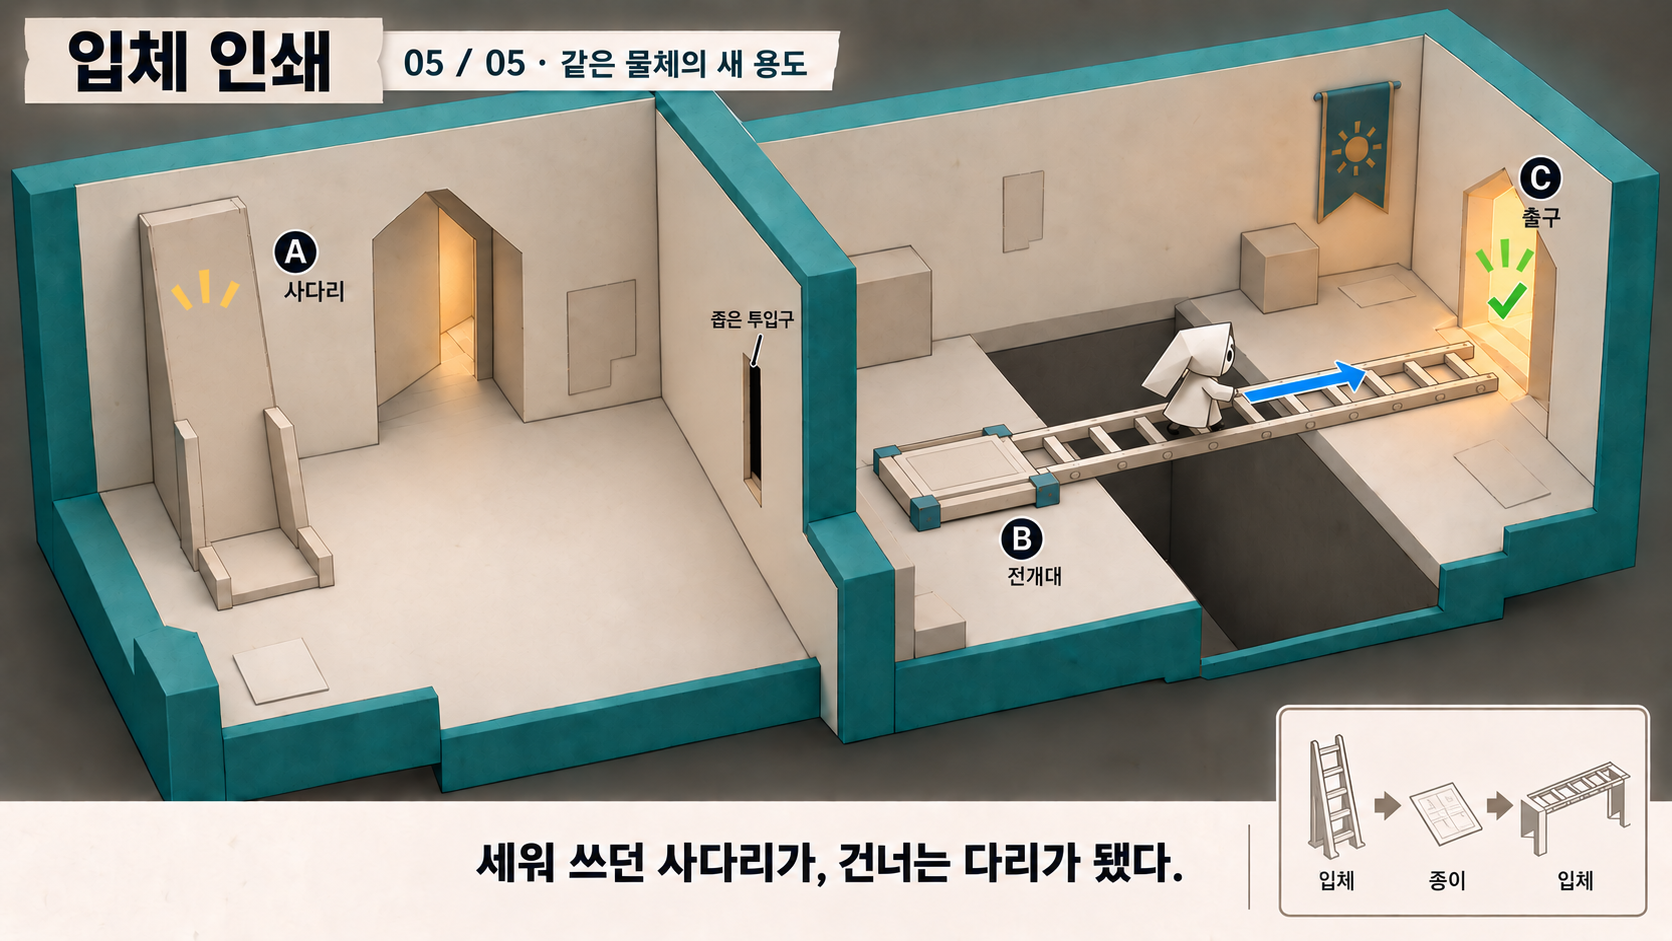 입체 인쇄
05 / 05 · 같은 물체의 새 용도
A
사다리
좁은 투입구
B
전개대
C
출구
세워 쓰던 사다리가, 건너는 다리가 됐다.
입체
종이
입체